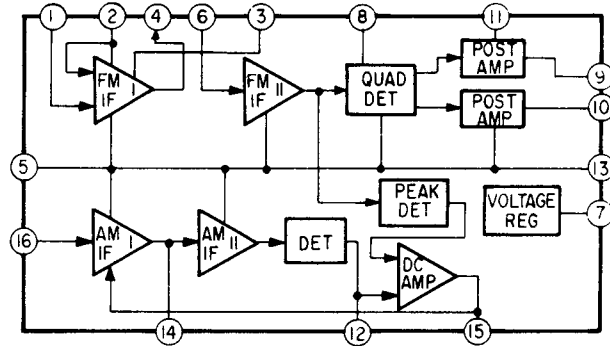 1 2 4 6 3 8 11
FM IF I
FM IF II
QUAD DET
POST AMP
9
POST AMP
10
5 13
PEAK DET
VOLTAGE REG
7
16
AM IF I
AM IF II
DET
DC AMP
14 12 15